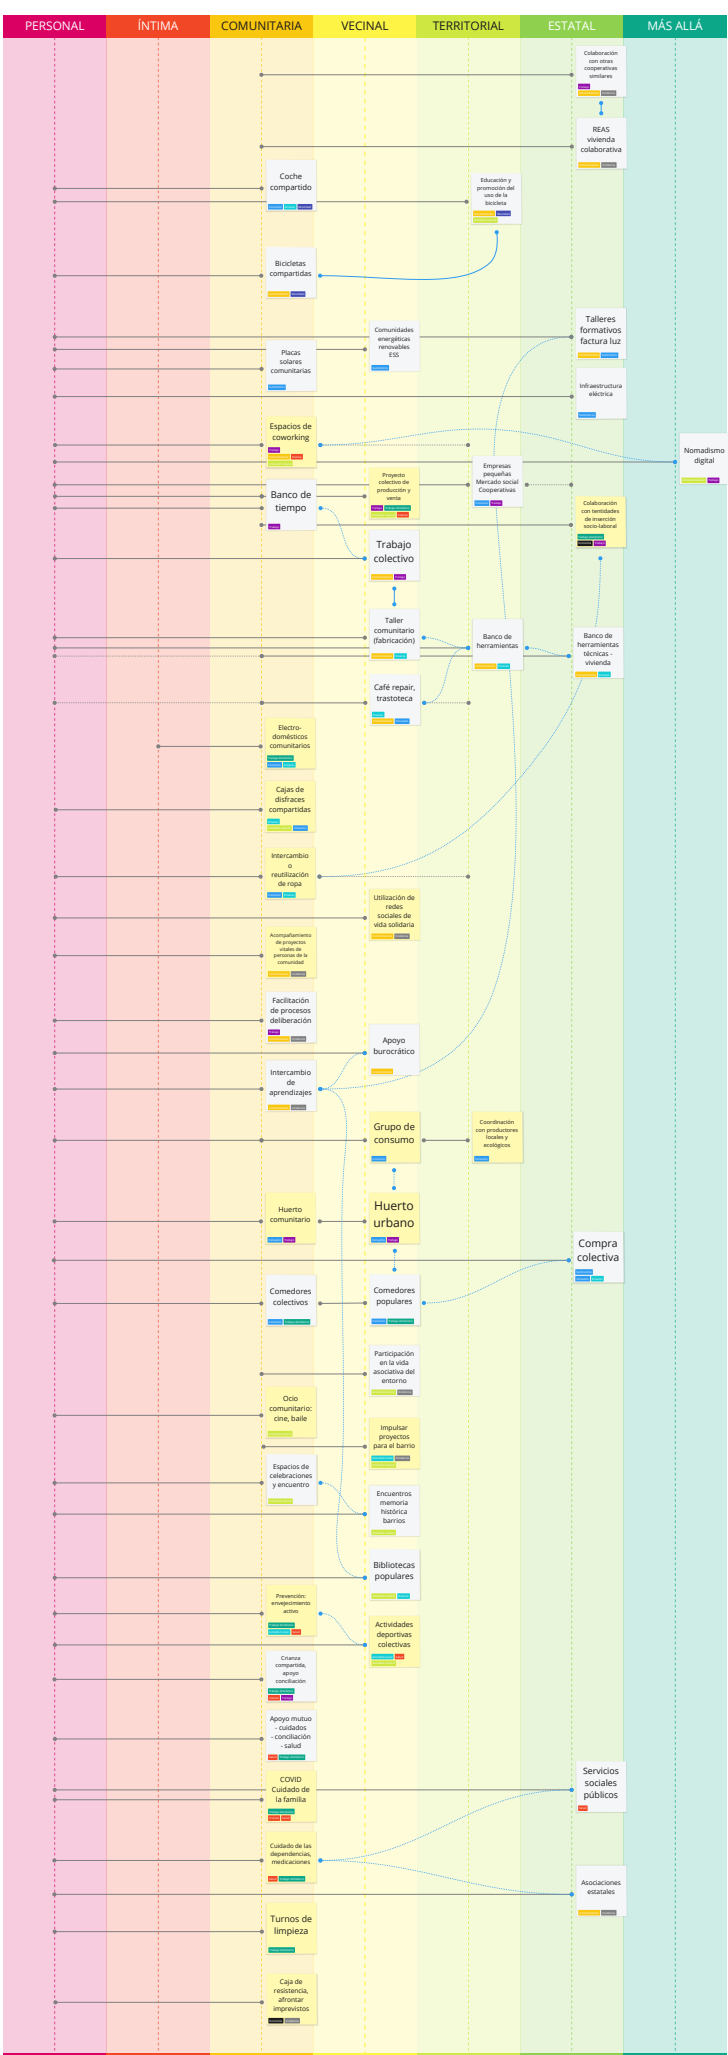 PERSONAL
ÍNTIMA
COMUNITARIA
VECINAL
TERRITORIAL
ESTATAL
MÁS ALLÁ
Colaboración
con otras
cooperativas
similares
REAS
vivienda
colaborativa
Coche
compartido
Educación y
promoción del
uso de la
bicicleta
Bicicletas
compartidas
Talleres
formativos
factura luz
Comunidades
energéticas
renovables
ESS
Placas
solares
comunitarias
Infraestructura
eléctrica
Espacios de
coworking
Nomadismo
digital
Empresas
pequeñas
Mercado social
Cooperativas
Proyecto
colectivo de
producción y
venta
Banco de
tiempo
Colaboración
con tentidades
de inserción
socio-laboral
Trabajo
colectivo
Taller
comunitario
(fabricación)
Banco de
herramientas
Banco de
herramientas
técnicas -
vivienda
Café repair,
trastoteca
Electro-
domésticos
comunitarios
Cajas de
disfraces
compartidas
Intercambio
o
reutilización
de ropa
Utilización de
redes
sociales de
vida solidaria
Acompañamiento
de proyectos
vitales de
personas de la
comunidad
Facilitación
de procesos
deliberación
Apoyo
burocrático
Intercambio
de
aprendizajes
Grupo de
consumo
Coordinación
con productores
locales y
ecológicos
Huerto
comunitario
Huerto
urbano
Compra
colectiva
Comedores
colectivos
Comedores
populares
Participación
en la vida
asociativa del
entorno
Ocio
comunitario:
cine, baile
Impulsar
proyectos
para el barrio
Espacios de
celebraciones
y encuentro
Encuentros
memoria
histórica
barrios
Bibliotecas
populares
Prevención:
envejecimiento
activo
Actividades
deportivas
colectivas
Crianza
compartida,
apoyo
conciliación
Apoyo mutuo
- cuidados
- conciliación
- salud
Servicios
sociales
públicos
COVID
Cuidado de
la familia
Cuidado de las
dependencias,
medicaciones
Asociaciones
estatales
Turnos de
limpieza
Caja de
resistencia,
afrontar
imprevistos